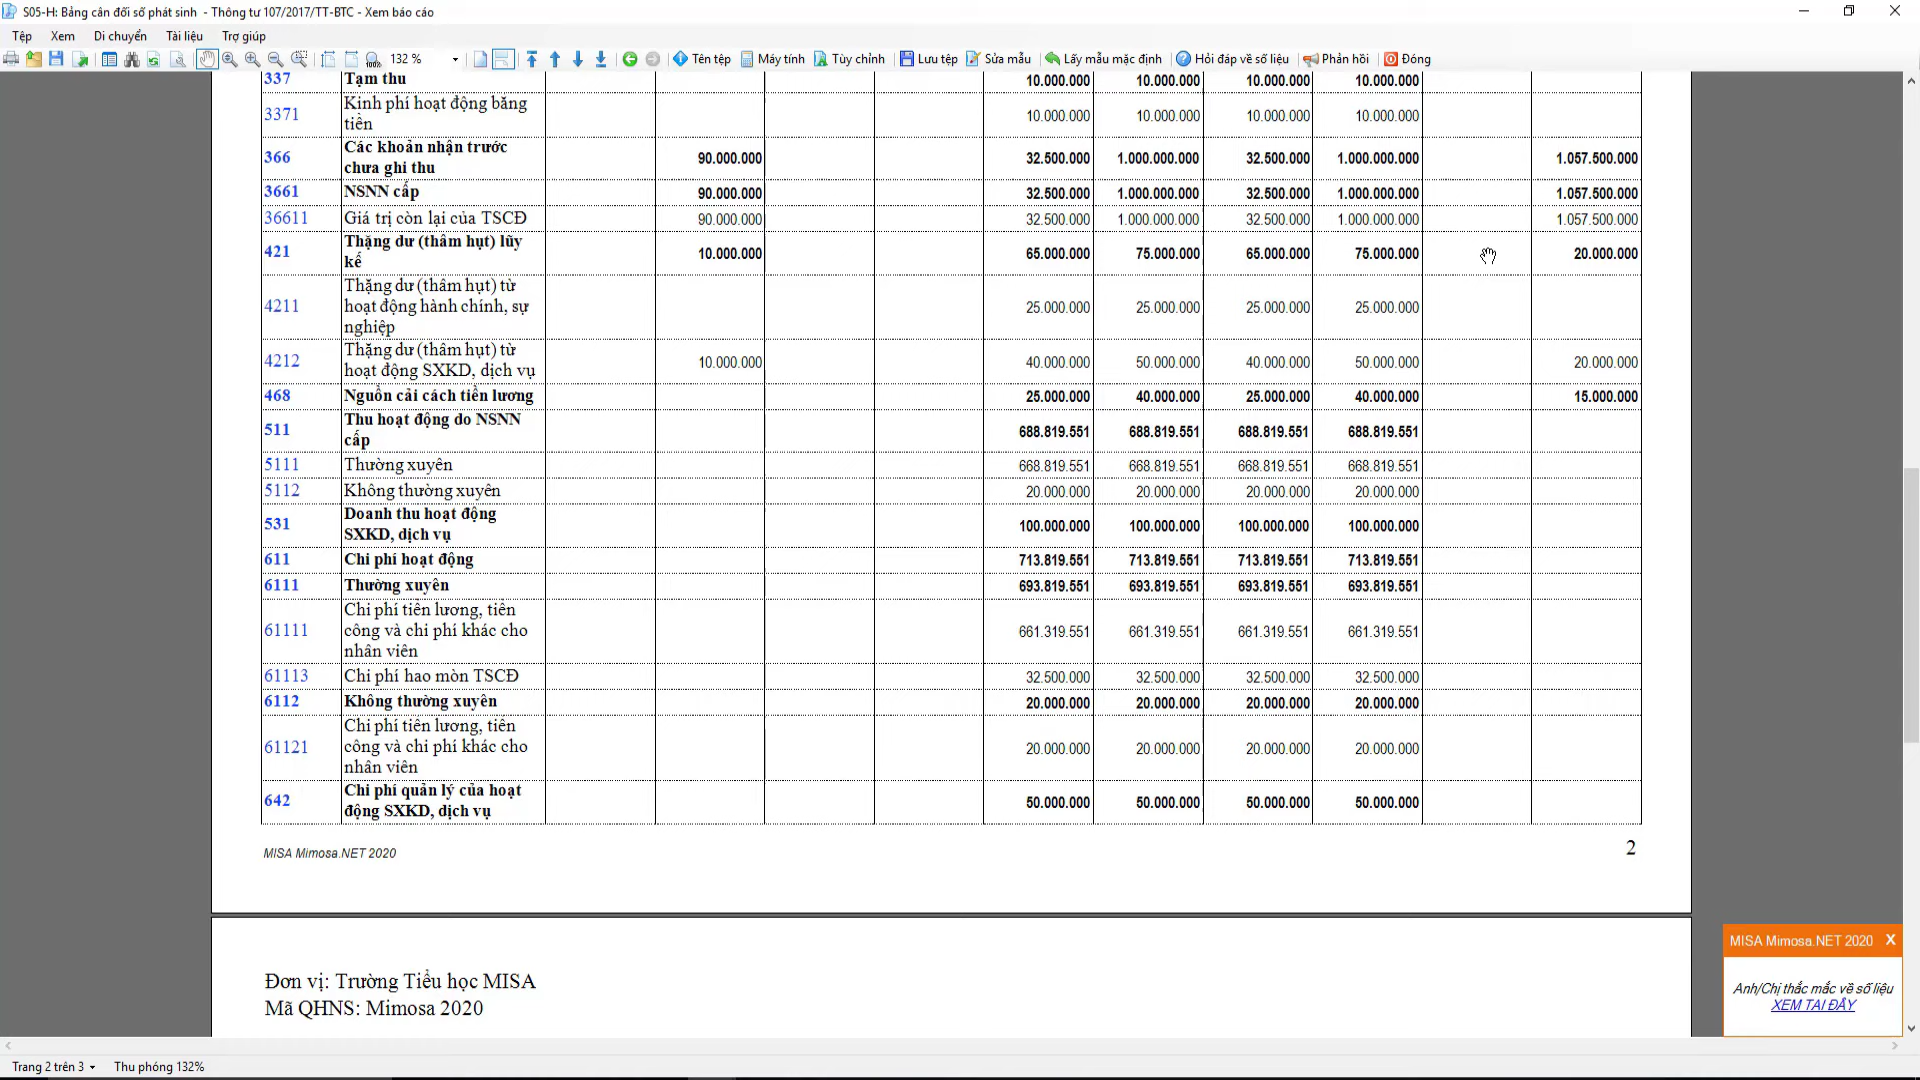 S05-H: Bảng cân đối số phát sinh - Thông tư 107/2017/TT-BTC - Xem báo cáo
Tệp Xem Di chuyển Tài liệu Trợ giúp
132 % Tên tệp Máy tính Tùy chỉnh Lưu tệp Sửa mẫu Lấy mẫu mặc định Hỏi đáp về số liệu Phản hồi Đóng
337 Tạm thu 10.000.000 10.000.000 10.000.000 10.000.000
3371 Kinh phí hoạt động bằng
tiền 10.000.000 10.000.000 10.000.000 10.000.000
366 Các khoản nhận trước
chưa ghi thu 90.000.000 32.500.000 1.000.000.000 32.500.000 1.000.000.000 1.057.500.000
3661 NSNN cấp 90.000.000 32.500.000 1.000.000.000 32.500.000 1.000.000.000 1.057.500.000
36611 Giá trị còn lại của TSCĐ 90.000.000 32.500.000 1.000.000.000 32.500.000 1.000.000.000 1.057.500.000
421 Thặng dư (thâm hụt) lũy
kế 10.000.000 65.000.000 75.000.000 65.000.000 75.000.000 20.000.000
Thặng dư (thâm hụt) từ
4211 hoạt động hành chính, sự 25.000.000 25.000.000 25.000.000 25.000.000
nghiệp
4212 Thặng dư (thâm hụt) từ
hoạt động SXKD, dịch vụ 10.000.000 40.000.000 50.000.000 40.000.000 50.000.000 20.000.000
468 Nguồn cải cách tiền lương 25.000.000 40.000.000 25.000.000 40.000.000 15.000.000
511 Thu hoạt động do NSNN
cấp 688.819.551 688.819.551 688.819.551 688.819.551
5111 Thường xuyên 668.819.551 668.819.551 668.819.551 668.819.551
5112 Không thường xuyên 20.000.000 20.000.000 20.000.000 20.000.000
531 Doanh thu hoạt động
SXKD, dịch vụ 100.000.000 100.000.000 100.000.000 100.000.000
611 Chi phí hoạt động 713.819.551 713.819.551 713.819.551 713.819.551
6111 Thường xuyên 693.819.551 693.819.551 693.819.551 693.819.551
Chi phí tiền lương, tiền
61111 công và chi phí khác cho 661.319.551 661.319.551 661.319.551 661.319.551
nhân viên
61113 Chi phí hao mòn TSCĐ 32.500.000 32.500.000 32.500.000 32.500.000
6112 Không thường xuyên 20.000.000 20.000.000 20.000.000 20.000.000
Chi phí tiền lương, tiền
61121 công và chi phí khác cho 20.000.000 20.000.000 20.000.000 20.000.000
nhân viên
642 Chi phí quản lý của hoạt
động SXKD, dịch vụ 50.000.000 50.000.000 50.000.000 50.000.000
MISA Mimosa.NET 2020 2
Đơn vị: Trường Tiểu học MISA
Mã QHNS: Mimosa 2020
MISA Mimosa.NET 2020 X
Anh/Chị thắc mắc về số liệu
XEM TẠI ĐÂY
Trang 2 trên 3 Thu phóng 132%